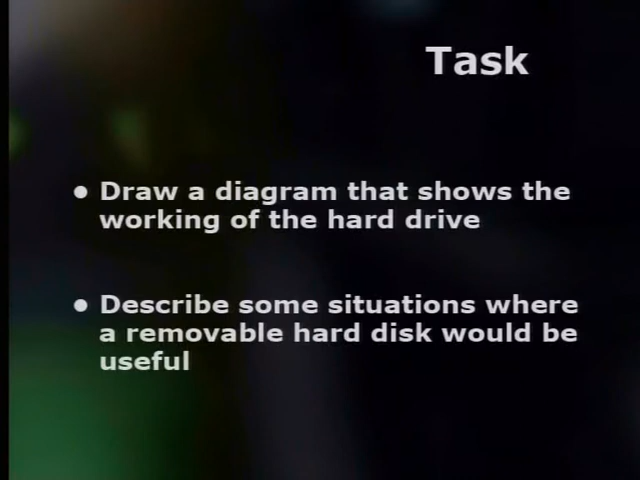 Task
• Draw a diagram that shows the
working of the hard drive
• Describe some situations where
a removable hard disk would be
useful